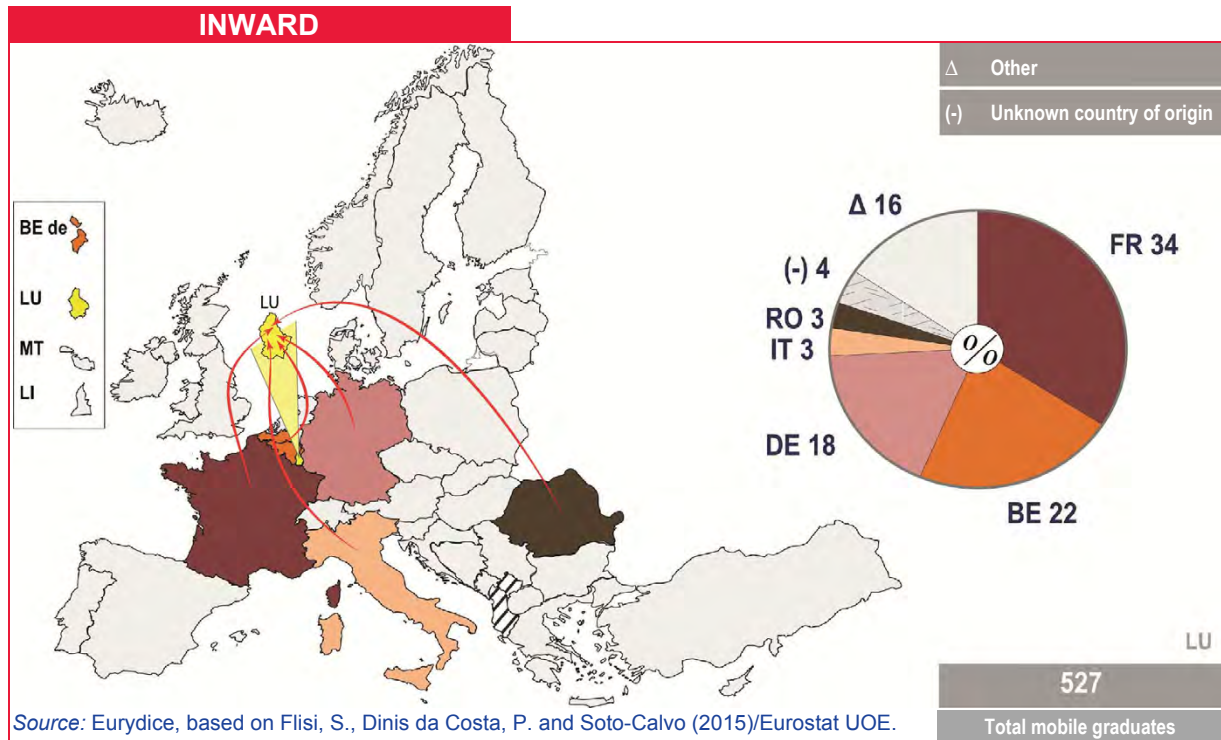 INWARD
Δ Other
(-) Unknown country of origin
BE de
LU
MT
LI
LU
Δ 16
FR 34
(-) 4
RO 3
IT 3
%
DE 18
BE 22
LU
527
Total mobile graduates
Source: Eurydice, based on Flisi, S., Dinis da Costa, P. and Soto-Calvo (2015)/Eurostat UOE.